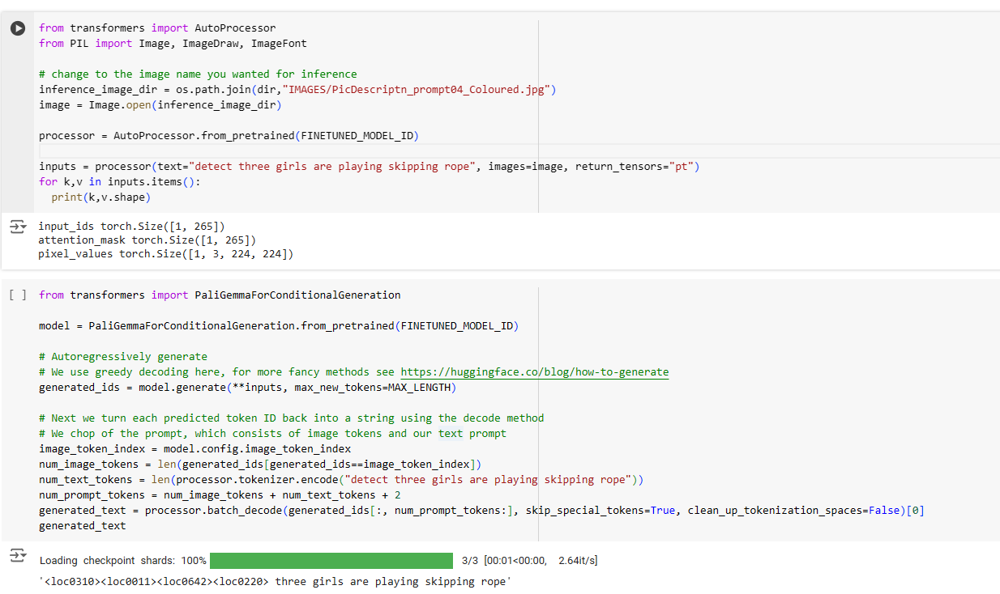 from transformers import AutoProcessor
from PIL import Image, ImageDraw, ImageFont
# change to the image name you wanted for inference
inference_image_dir = os.path.join(dir,"IMAGES/PicDescriptn_prompt04_Coloured.jpg")
image = Image.open(inference_image_dir)
processor = AutoProcessor.from_pretrained(FINETUNED_MODEL_ID)
inputs = processor(text="detect three girls are playing skipping rope", images=image, return_tensors="pt")
for k,v in inputs.items():
  print(k,v.shape)
input_ids torch.Size([1, 265])
attention_mask torch.Size([1, 265])
pixel_values torch.Size([1, 3, 224, 224])
[ ] from transformers import PaliGemmaForConditionalGeneration
model = PaliGemmaForConditionalGeneration.from_pretrained(FINETUNED_MODEL_ID)
# Autoregressively generate
# We use greedy decoding here, for more fancy methods see https://huggingface.co/blog/how-to-generate
generated_ids = model.generate(**inputs, max_new_tokens=MAX_LENGTH)
# Next we turn each predicted token ID back into a string using the decode method
# We chop of the prompt, which consists of image tokens and our text prompt
image_token_index = model.config.image_token_index
num_image_tokens = len(generated_ids[generated_ids==image_token_index])
num_text_tokens = len(processor.tokenizer.encode("detect three girls are playing skipping rope"))
num_prompt_tokens = num_image_tokens + num_text_tokens + 2
generated_text = processor.batch_decode(generated_ids[:, num_prompt_tokens:], skip_special_tokens=True, clean_up_tokenization_spaces=False)[0]
generated_text
Loading checkpoint shards: 100% 3/3 [00:01<00:00, 2.64it/s]
'<loc0310><loc0011><loc0642><loc0220> three girls are playing skipping rope'